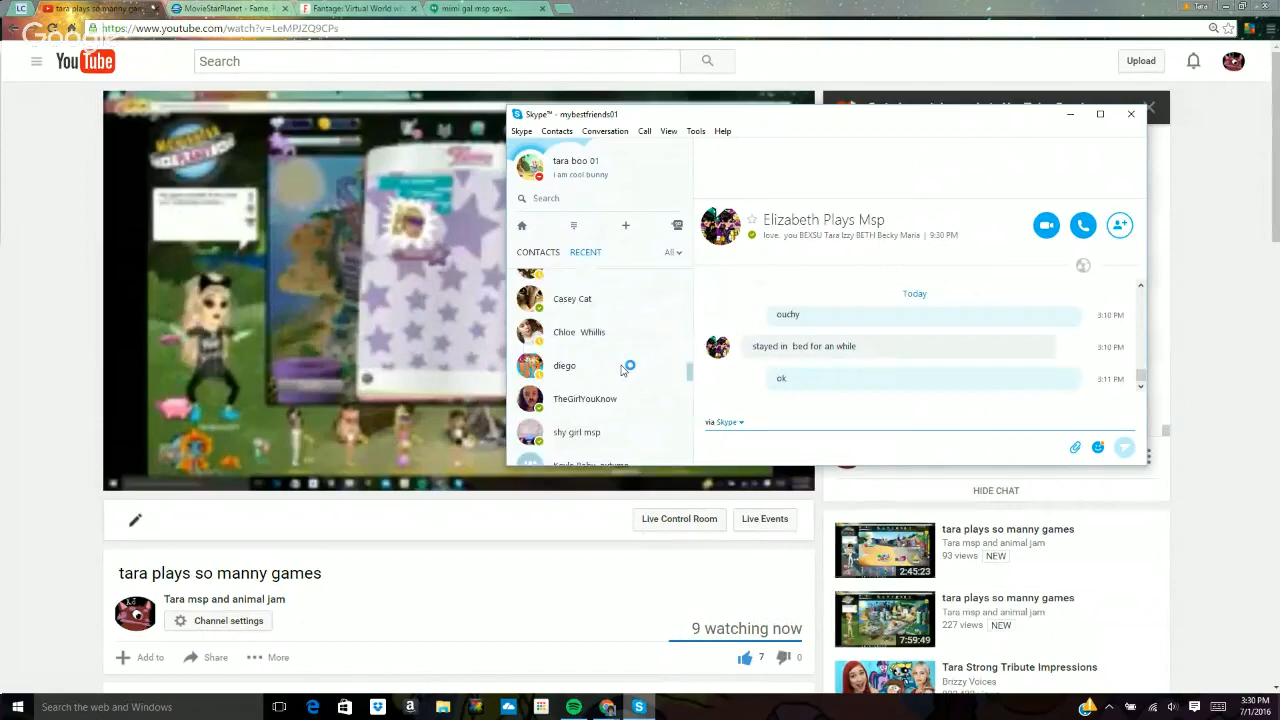 LC
tara plays so manny gam
MovieStarPlanet - Fame, F
Fantage: Virtual World wit
mimi gal msp says...
Tara
https://www.youtube.com/watch?v=LeMPJZQ9CPs
Google
YouTube
Search
Upload
Skype™ - mybestfriends01
Skype Contacts Conversation Call View Tools Help
tara boo 01
i am cool bunny
Search
CONTACTS RECENT All
Casey Cat
Chloe Whillis
diego
TheGirlYouKnow
shy girl msp
Elizabeth Plays Msp
love. you BEXSU Tara Izzy BETH Becky Maria | 9:30 PM
Today
ouchy 3:10 PM
stayed in bed for an while 3:10 PM
ok 3:11 PM
via Skype
HIDE CHAT
Live Control Room Live Events
tara plays so manny games
Tara msp and animal jam
Channel settings
9 watching now
Add to Share More
7 0
tara plays so manny games
Tara msp and animal jam
93 views NEW
2:45:23
tara plays so manny games
Tara msp and animal jam
227 views NEW
7:59:49
Tara Strong Tribute Impressions
Brizzy Voices
Search the web and Windows
3:30 PM
7/1/2016